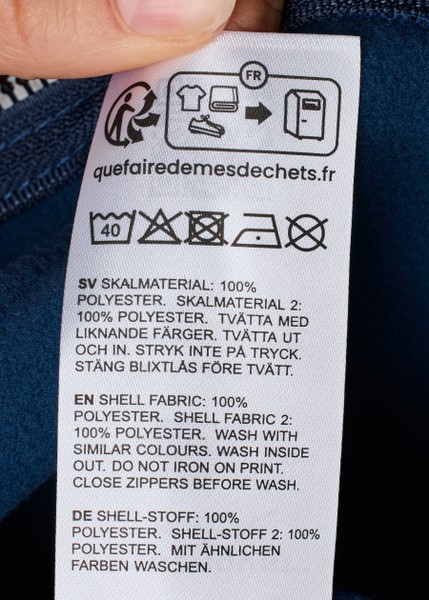 FR
quefairedemesdechets.fr
40
SV SKALMATERIAL: 100%
POLYESTER. SKALMATERIAL 2:
100% POLYESTER. TVÄTTA MED
LIKNANDE FÄRGER. TVÄTTA UT
OCH IN. STRYK INTE PÅ TRYCK.
STÄNG BLIXTLÅS FÖRE TVÄTT.
EN SHELL FABRIC: 100%
POLYESTER. SHELL FABRIC 2:
100% POLYESTER. WASH WITH
SIMILAR COLOURS. WASH INSIDE
OUT. DO NOT IRON ON PRINT.
CLOSE ZIPPERS BEFORE WASH.
DE SHELL-STOFF: 100%
POLYESTER. SHELL-STOFF 2: 100%
POLYESTER. MIT ÄHNLICHEN
FARBEN WASCHEN.